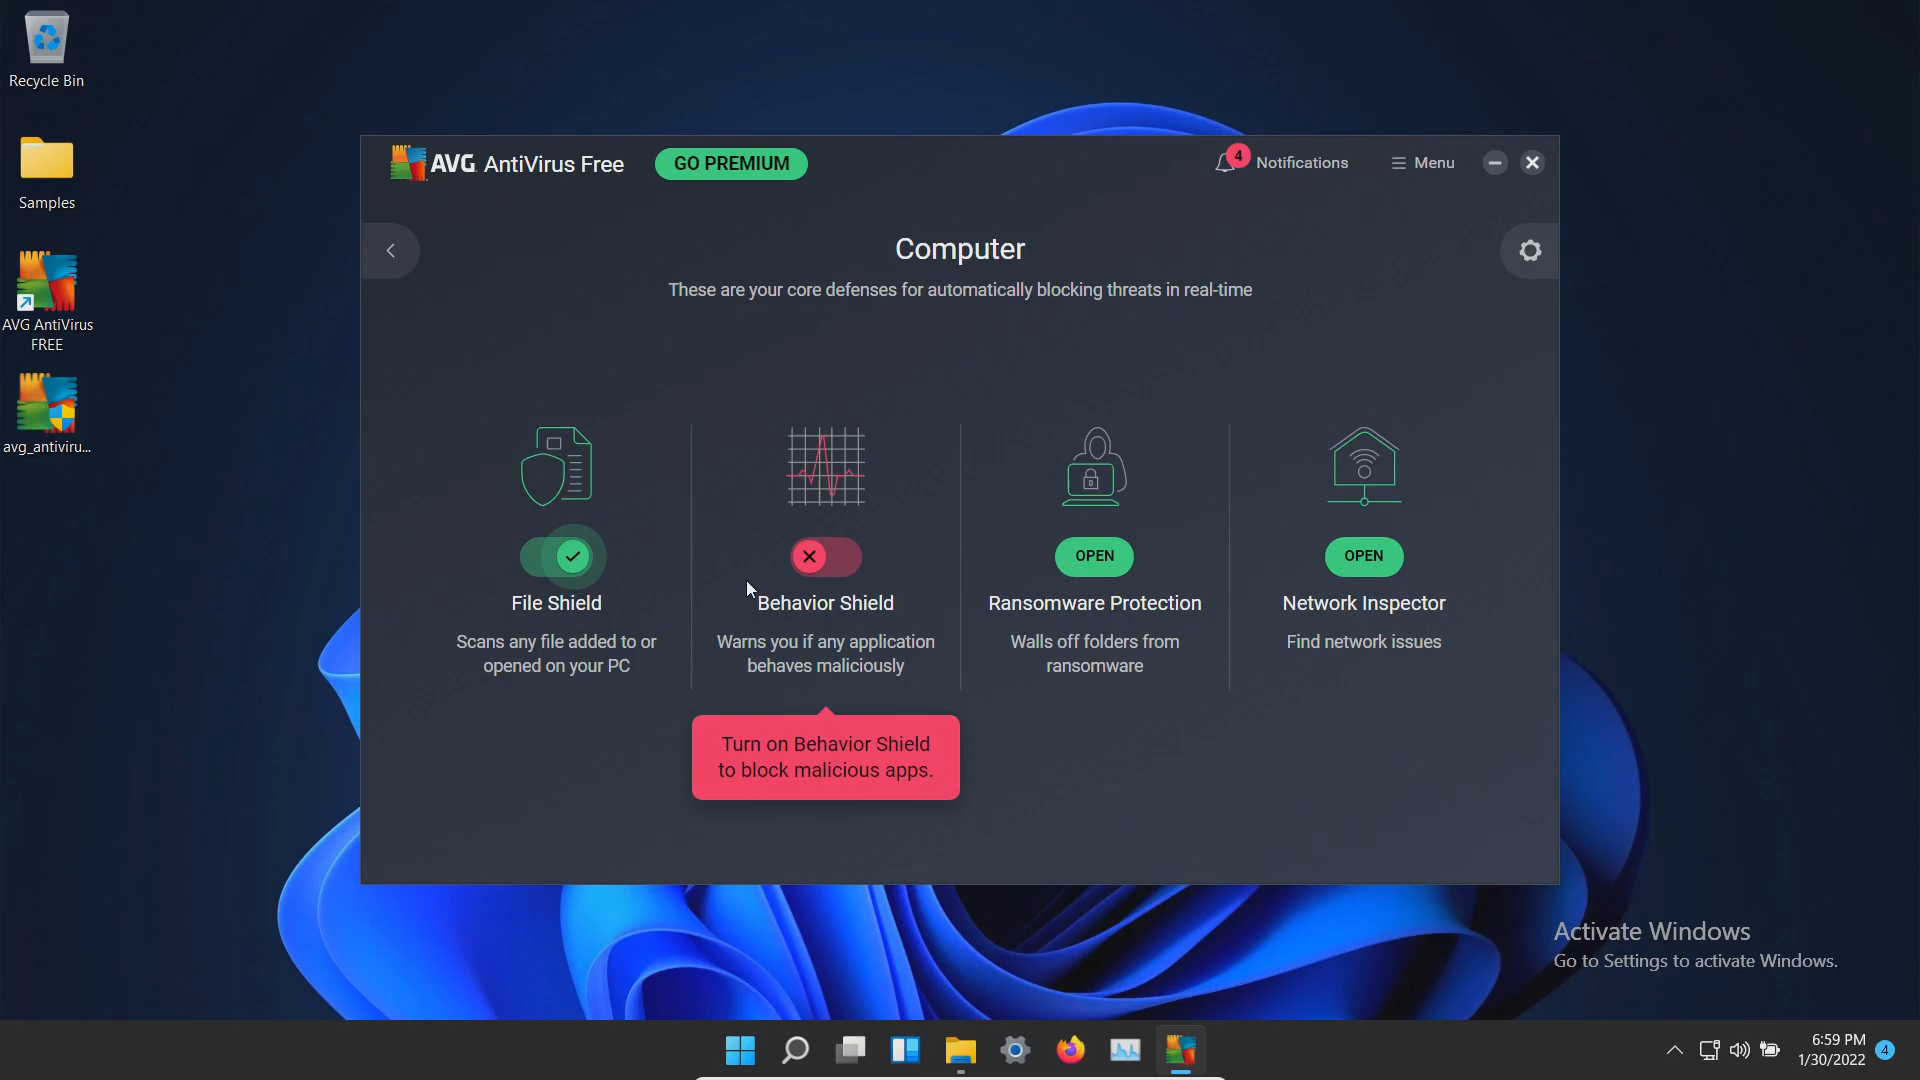 Recycle Bin
Samples
AVG AntiVirus
FREE
avg_antiviru...
AVG AntiVirus Free
GO PREMIUM
4
Notifications
Menu
Computer
These are your core defenses for automatically blocking threats in real-time
File Shield
Scans any file added to or
opened on your PC
Behavior Shield
Warns you if any application
behaves maliciously
Turn on Behavior Shield
to block malicious apps.
OPEN
Ransomware Protection
Walls off folders from
ransomware
OPEN
Network Inspector
Find network issues
Activate Windows
Go to Settings to activate Windows.
6:59 PM
1/30/2022
4